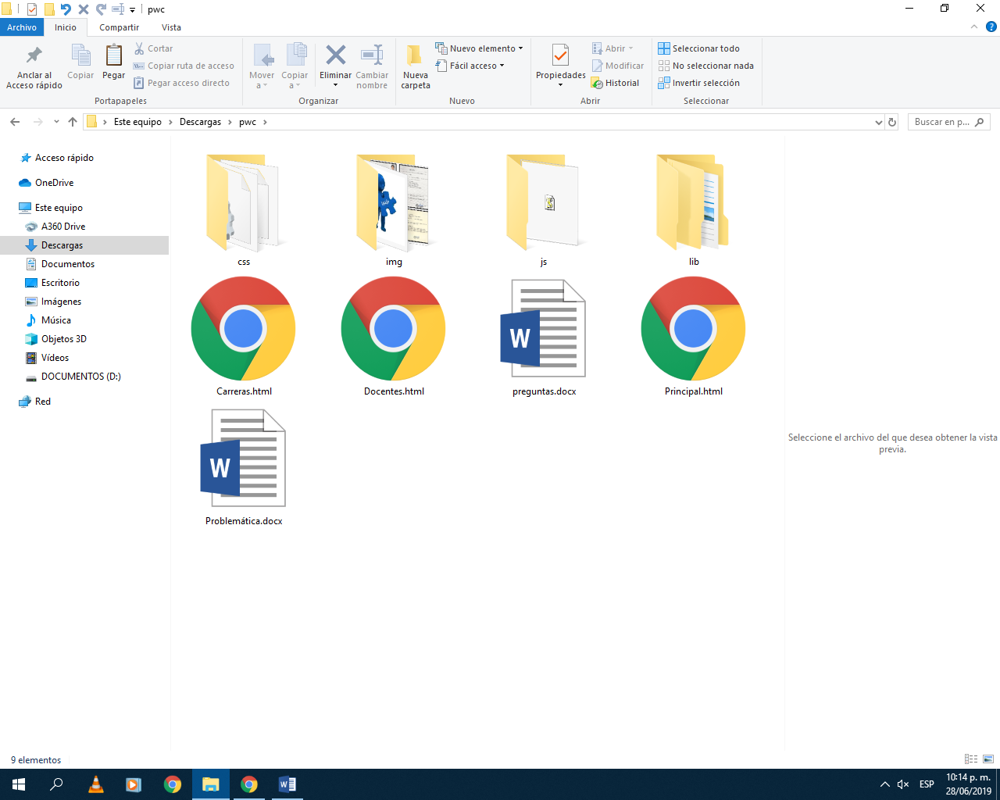 pwc
Archivo Inicio Compartir Vista
Anclar al Acceso rápido
Copiar
Pegar
Cortar
Copiar ruta de acceso
Pegar acceso directo
Portapapeles
Mover a
Copiar a
Eliminar
Cambiar nombre
Organizar
Nueva carpeta
Nuevo elemento
Fácil acceso
Nuevo
Propiedades
Abrir
Modificar
Historial
Abrir
Seleccionar todo
No seleccionar nada
Invertir selección
Seleccionar
Este equipo > Descargas > pwc >
Buscar en p...
Acceso rápido
OneDrive
Este equipo
A360 Drive
Descargas
Documentos
Escritorio
Imágenes
Música
Objetos 3D
Vídeos
DOCUMENTOS (D:)
Red
css img js lib
Carreras.html Docentes.html preguntas.docx Principal.html
Problemática.docx
Seleccione el archivo del que desea obtener la vista
previa.
9 elementos
ESP
10:14 p. m.
28/06/2019